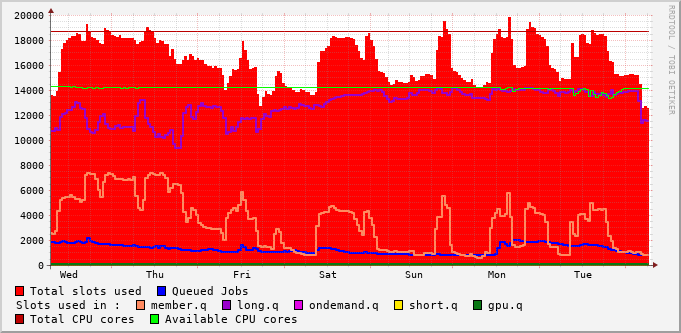 20000
18000
16000
14000
12000
10000
8000
6000
4000
2000
0
Wed Thu Fri Sat Sun Mon Tue
RRDTOOL / TOBI OETIKER
Total slots used Queued Jobs
Slots used in : member.q long.q ondemand.q short.q gpu.q
Total CPU cores Available CPU cores